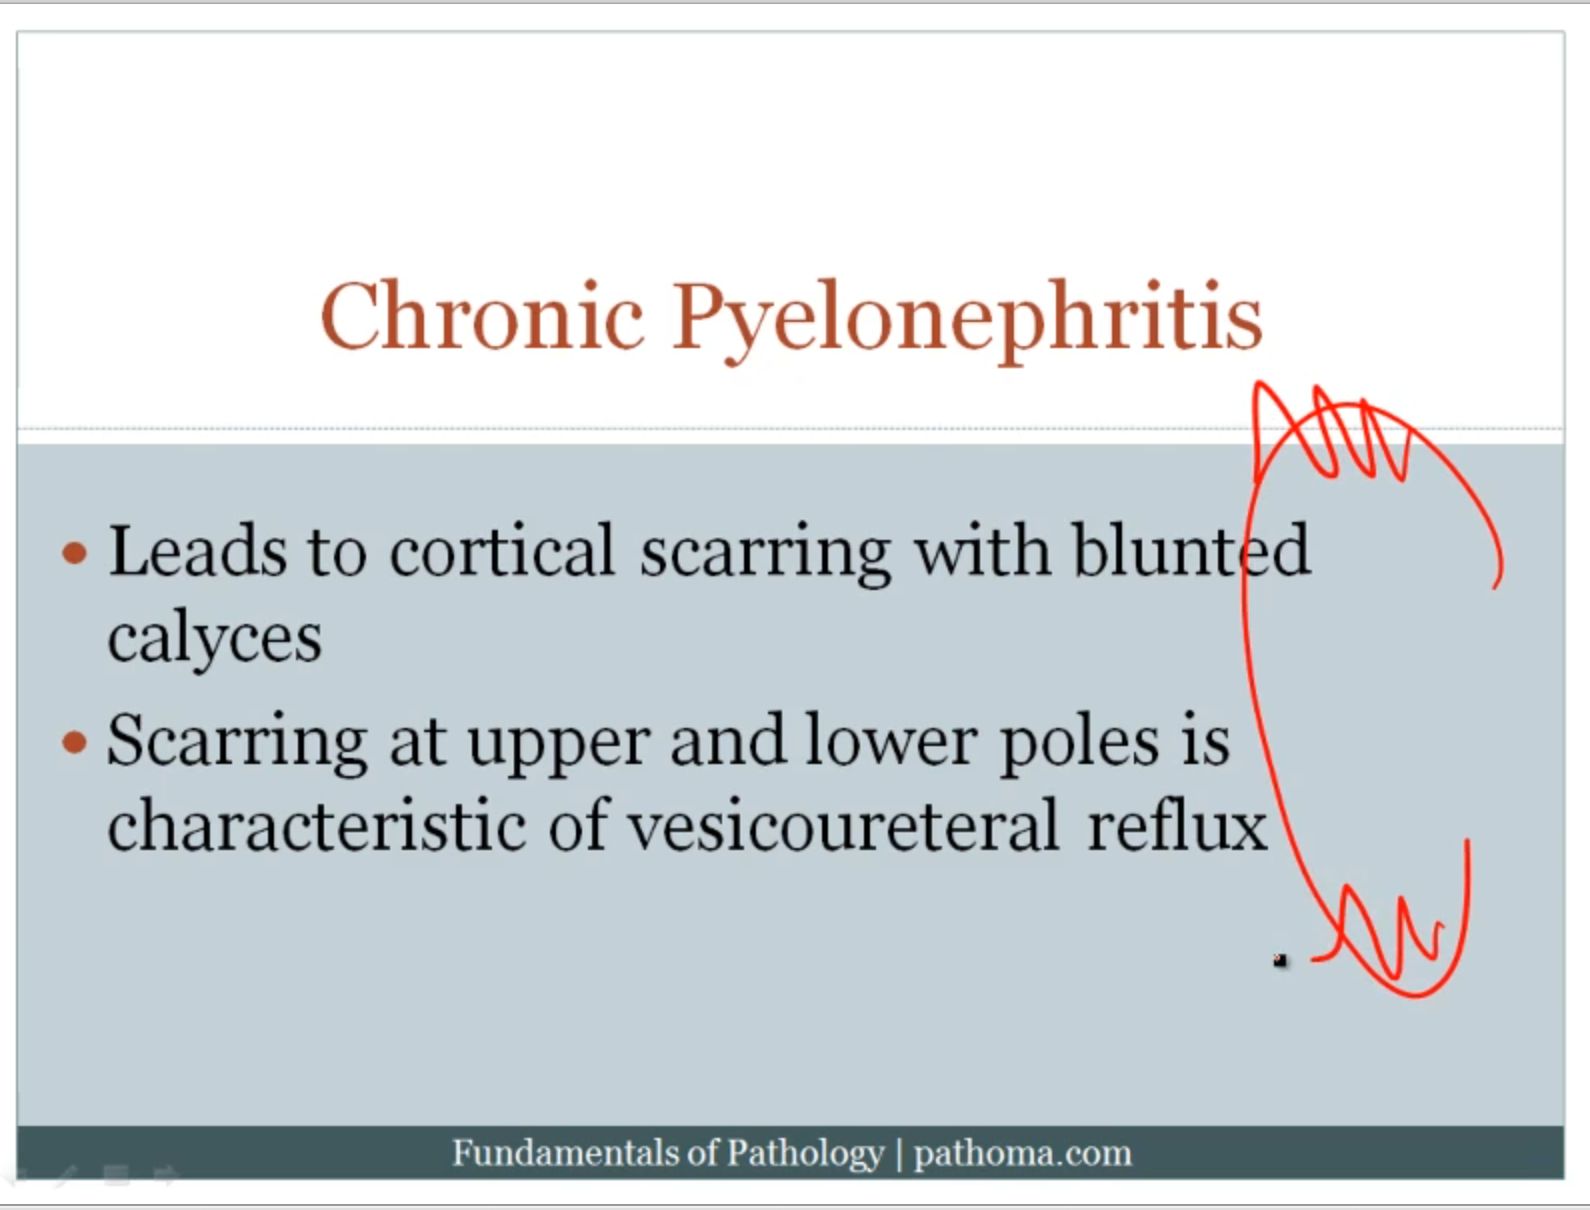 Chronic Pyelonephritis
• Leads to cortical scarring with blunted
calyces
• Scarring at upper and lower poles is
characteristic of vesicoureteral reflux
Fundamentals of Pathology | pathoma.com